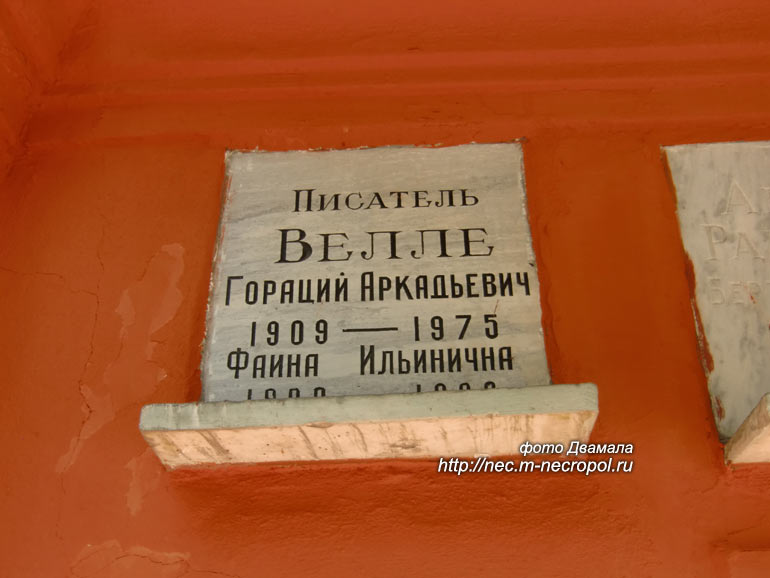 Писатель
Велле
Гораций Аркадьевич
1909 — 1975
Фаина Ильинична
фото Двамала
http://nec.m-necropol.ru